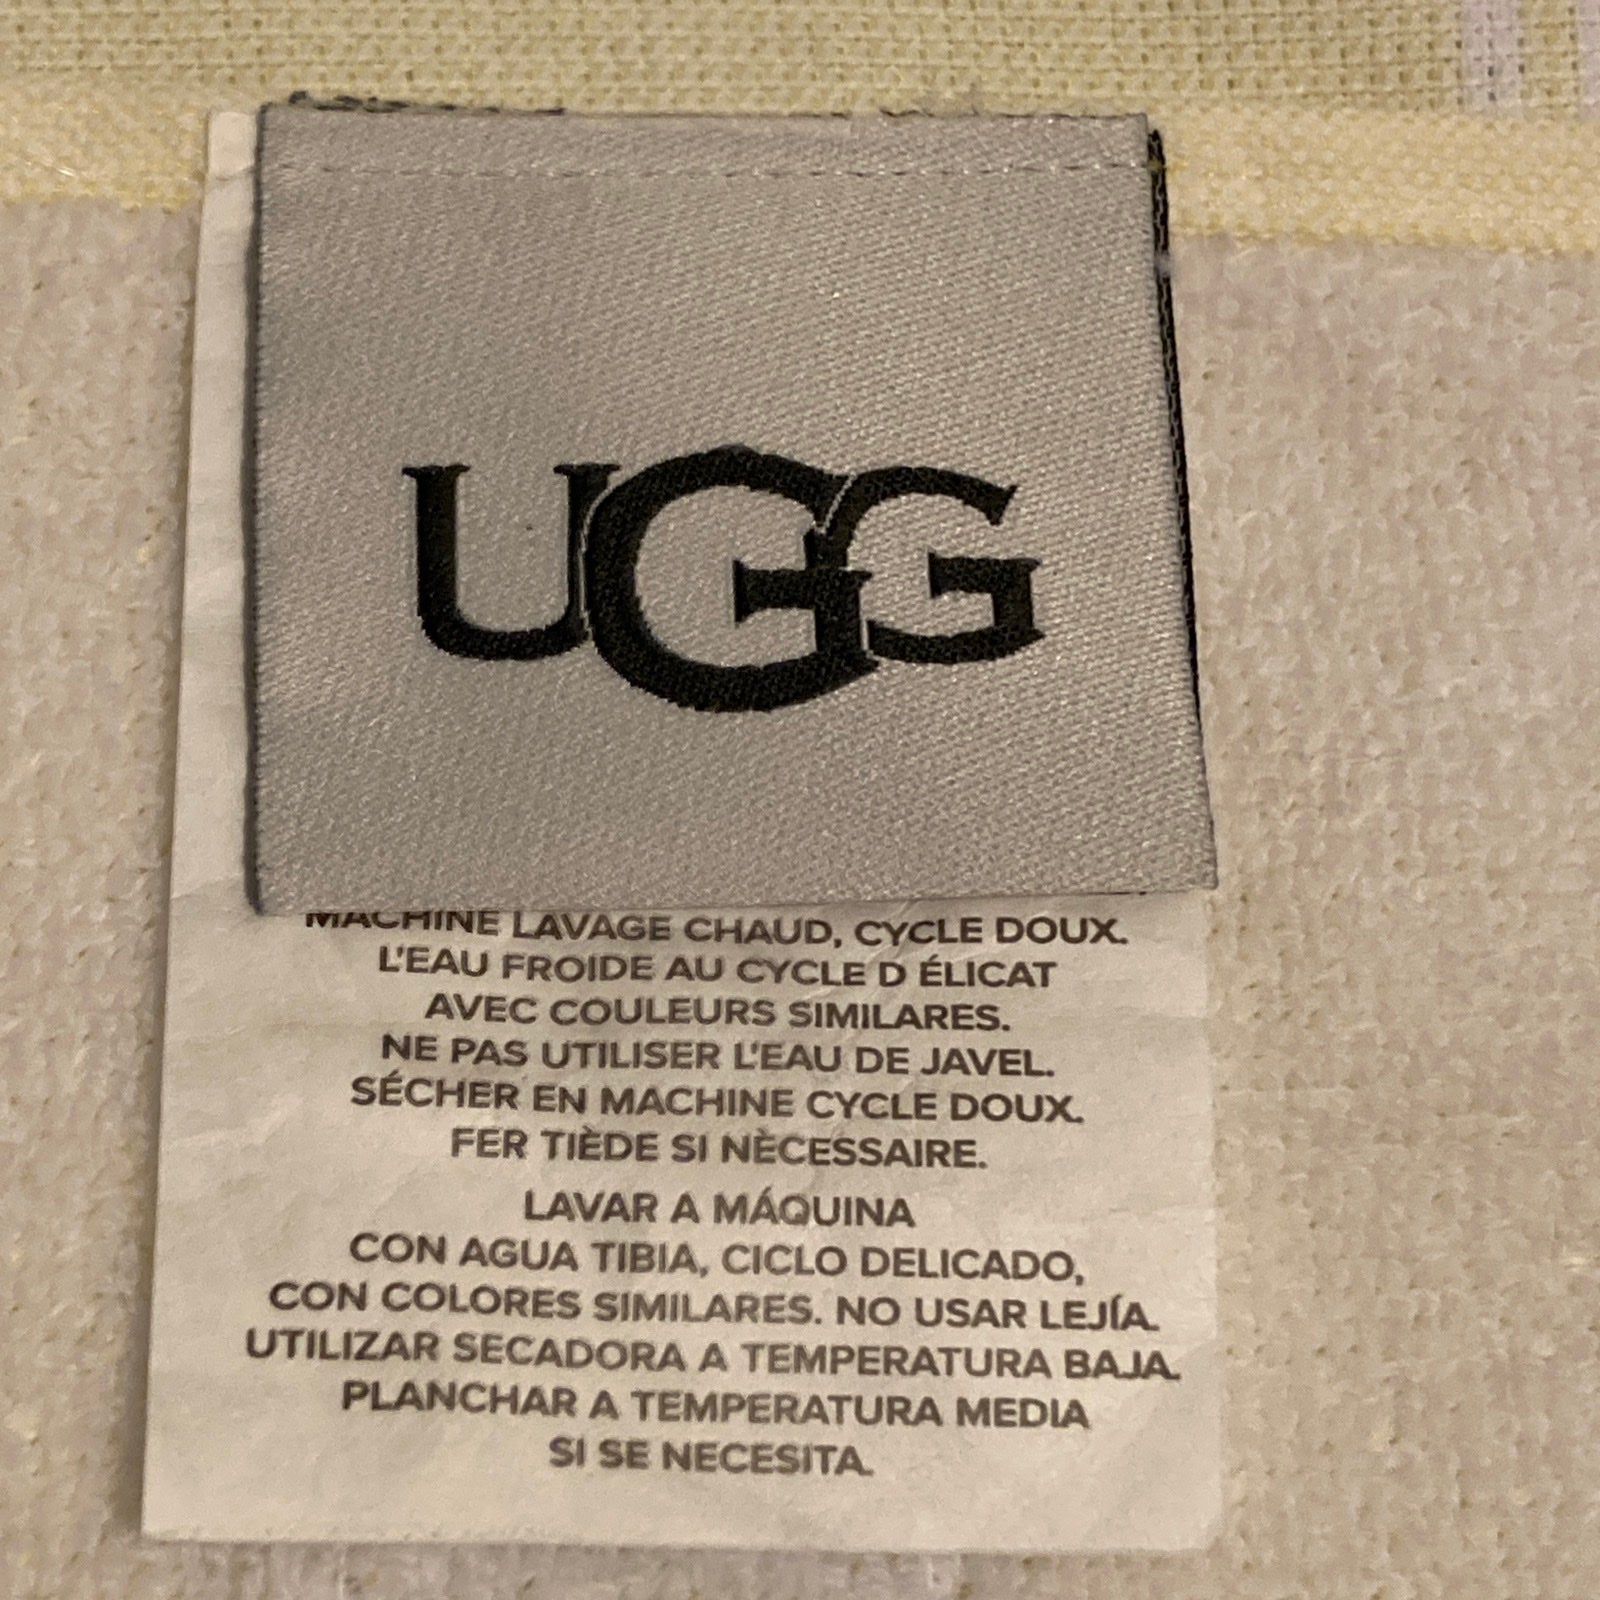 UGG
MACHINE LAVAGE CHAUD, CYCLE DOUX.
L'EAU FROIDE AU CYCLE D ÉLICAT
AVEC COULEURS SIMILARES.
NE PAS UTILISER L'EAU DE JAVEL.
SÉCHER EN MACHINE CYCLE DOUX.
FER TIÈDE SI NÈCESSAIRE.
LAVAR A MÁQUINA
CON AGUA TIBIA, CICLO DELICADO,
CON COLORES SIMILARES. NO USAR LEJÍA.
UTILIZAR SECADORA A TEMPERATURA BAJA.
PLANCHAR A TEMPERATURA MEDIA
SI SE NECESITA.